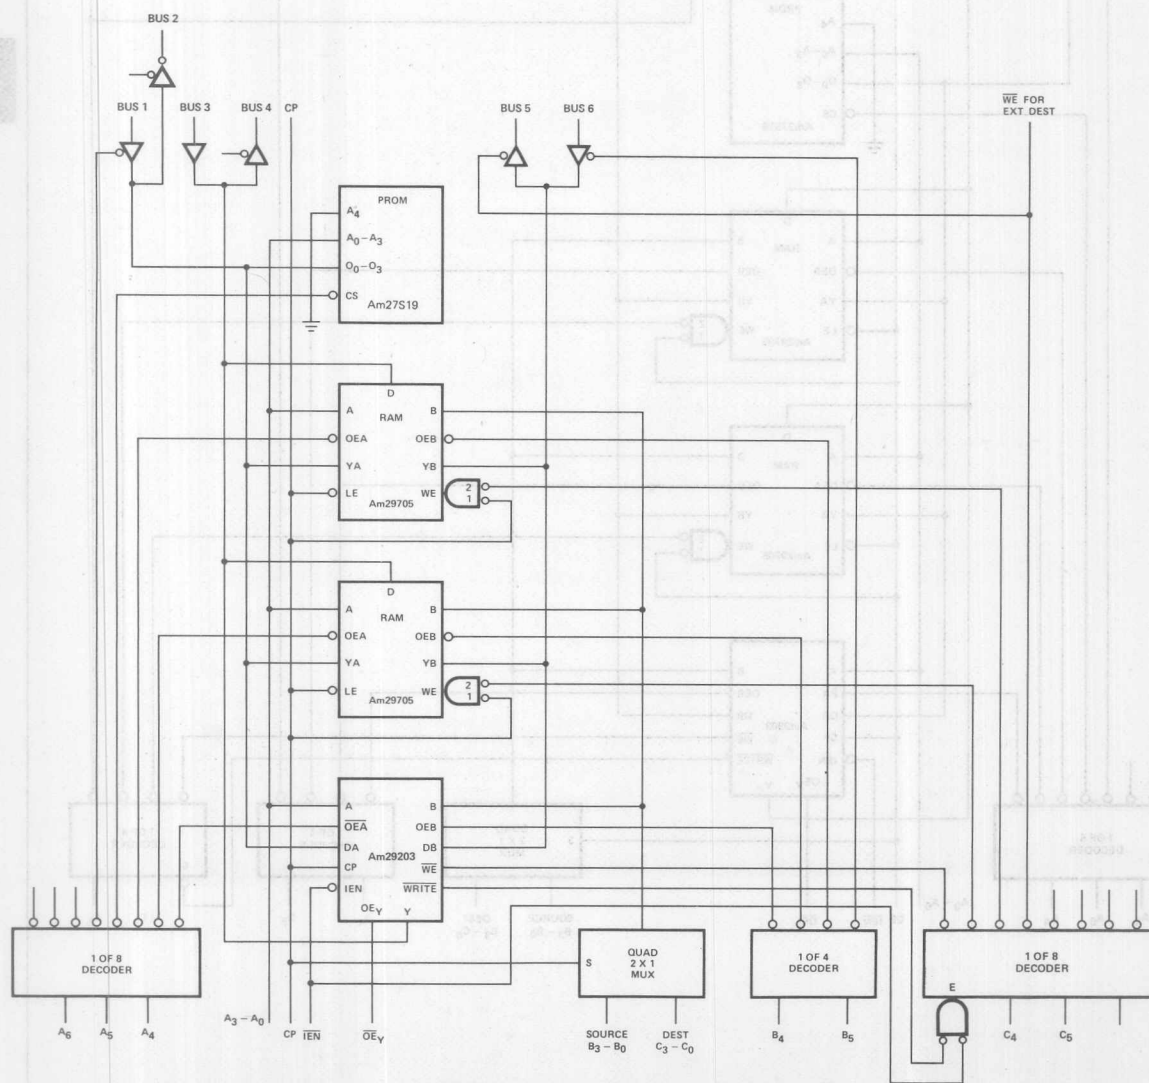 BUS 2
BUS 1
BUS 3
BUS 4
CP
BUS 5
BUS 6
WE FOR
EXT. DEST
PROM
A4
A0 – A3
O0 – O3
CS
Am27S19
D
RAM
A
B
OEA
OEB
YA
YB
LE
WE
2
1
Am29705
D
RAM
A
B
OEA
OEB
YA
YB
LE
WE
2
1
Am29705
A
B
OEA
OEB
DA
DB
Am29203
CP
WE
IEN
WRITE
OEY
Y
1 OF 8
DECODER
A6
A5
A4
A3 – A0
CP
IEN
OEY
S
QUAD
2 X 1
MUX
SOURCE
B3 – B0
DEST
C3 – C0
1 OF 4
DECODER
B4
B5
1 OF 8
DECODER
E
C4
C5